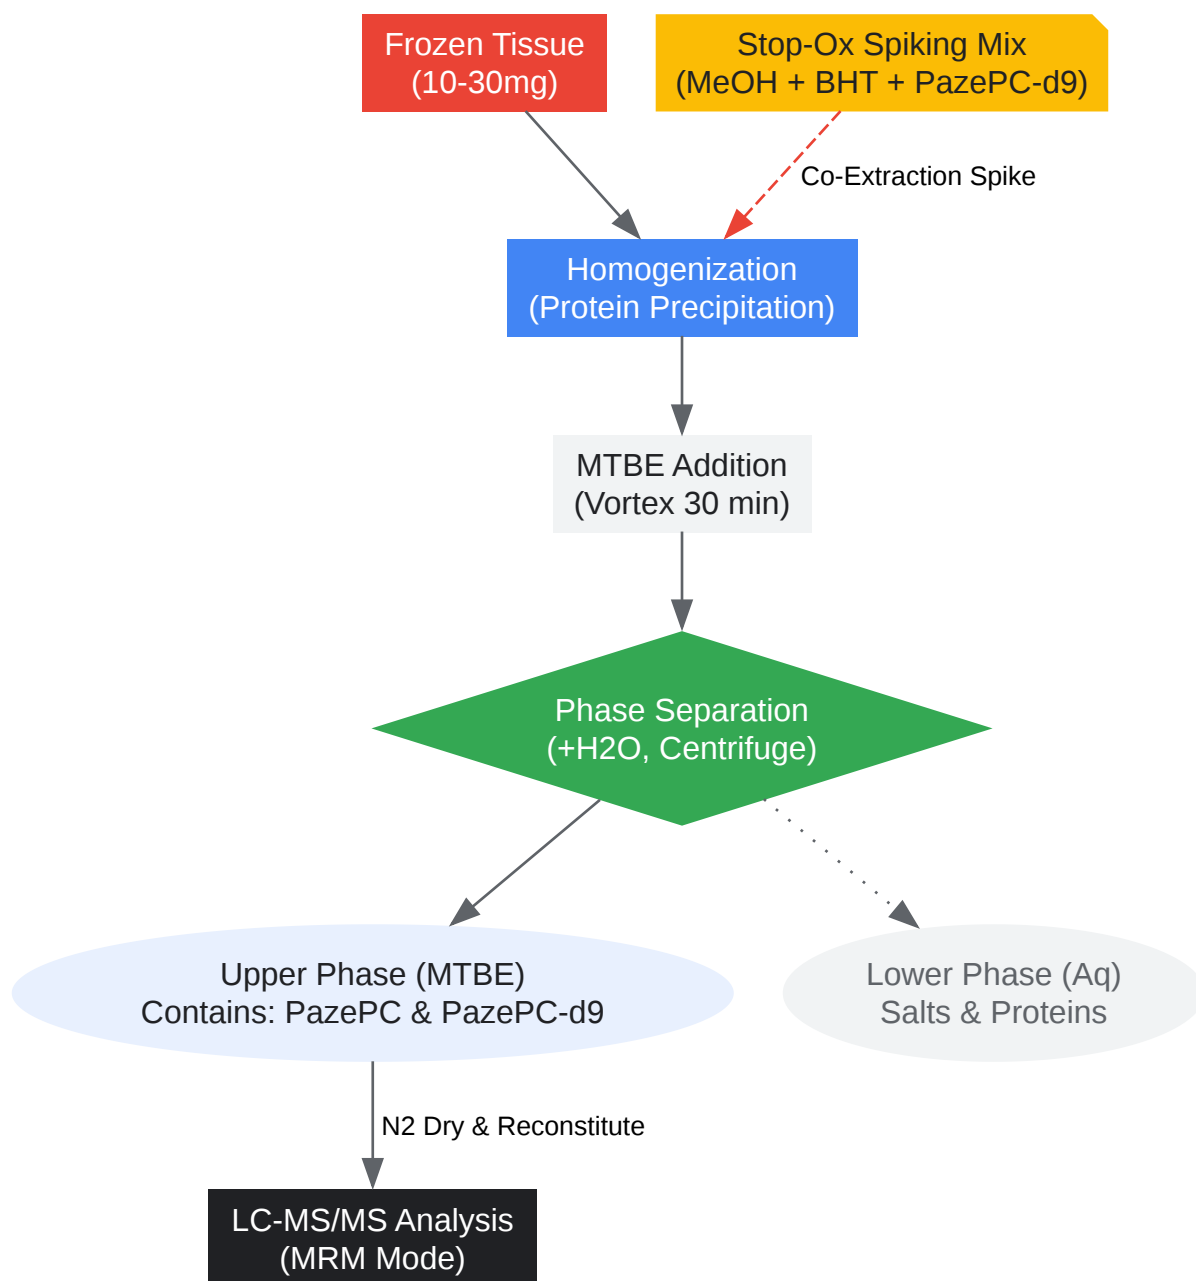 Frozen Tissue
(10-30mg)
Stop-Ox Spiking Mix
(MeOH + BHT + PazePC-d9)
Co-Extraction Spike
Homogenization
(Protein Precipitation)
MTBE Addition
(Vortex 30 min)
Phase Separation
(+H2O, Centrifuge)
Upper Phase (MTBE)
Contains: PazePC & PazePC-d9
Lower Phase (Aq)
Salts & Proteins
N2 Dry & Reconstitute
LC-MS/MS Analysis
(MRM Mode)